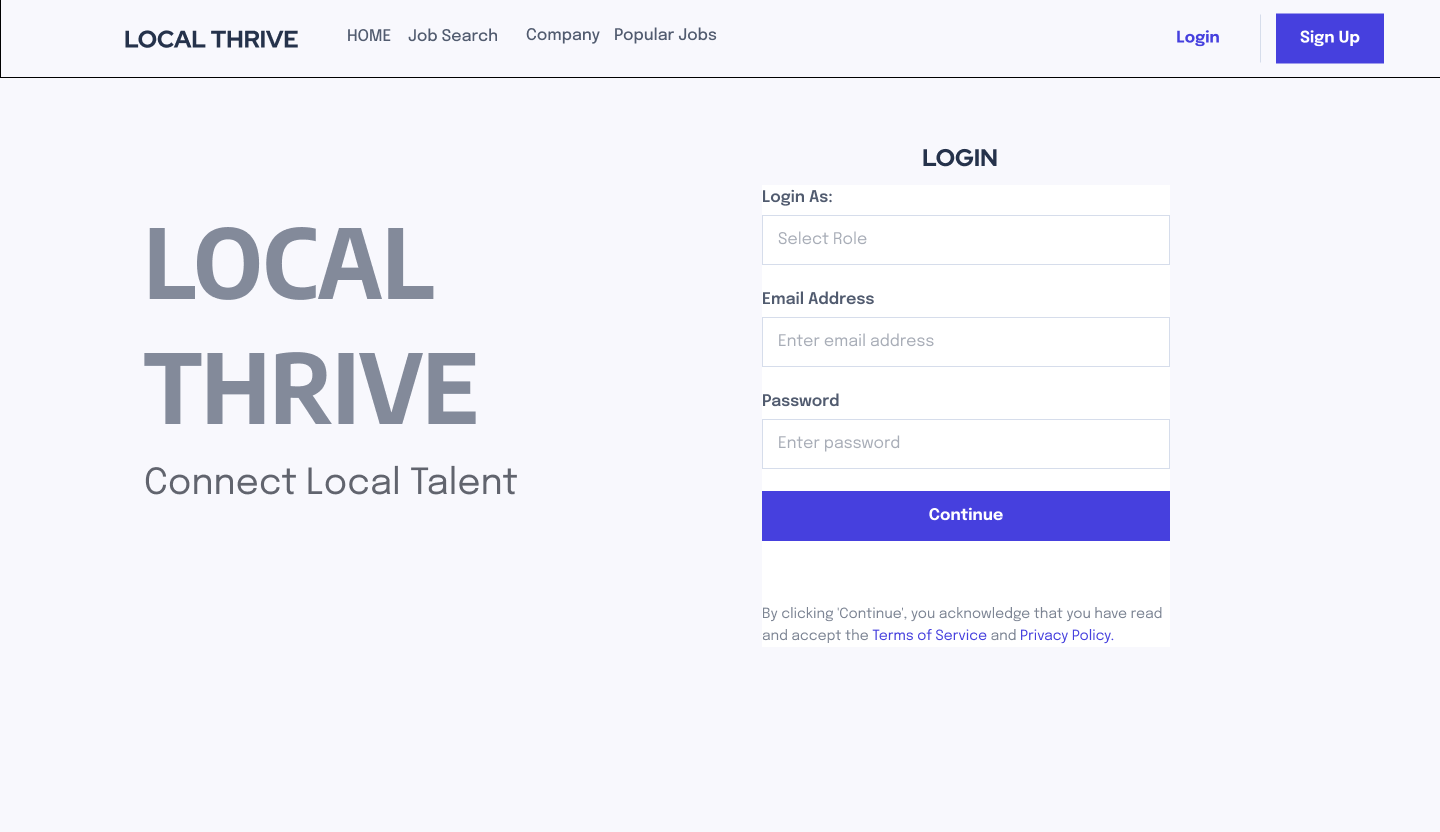 LOCAL THRIVE HOME Job Search Company Popular Jobs Login Sign Up
LOGIN
Login As:
Select Role
Email Address
Enter email address
Password
Enter password
Continue
By clicking 'Continue', you acknowledge that you have read
and accept the Terms of Service and Privacy Policy.
LOCAL
THRIVE
Connect Local Talent